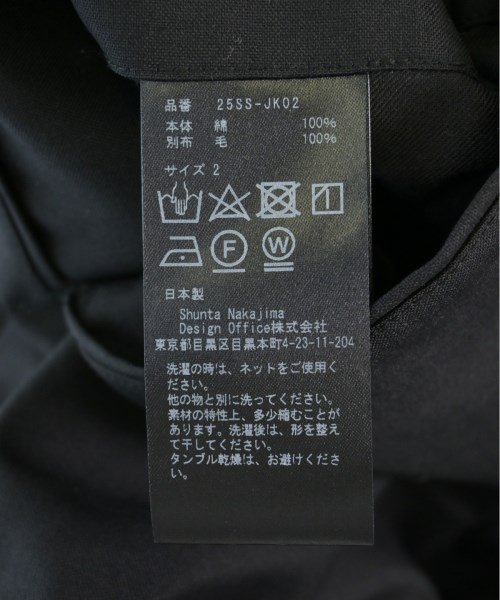 品番 25SS-JK02
本体 綿 100%
別布 毛 100%
サイズ 2
F W
日本製
Shunta Nakajima
Design Office株式会社
東京都目黒区目黒本町4-23-11-204
洗濯の時は、ネットをご使用く
ださい。
他の物と別に洗ってください。
素材の特性上、多少縮むことが
あります。洗濯後は、形を整え
て干してください。
タンブル乾燥は、お避けくださ
い。